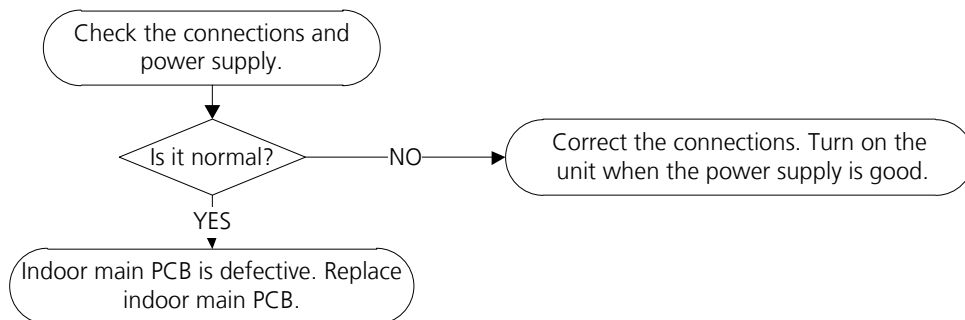 Check the connections and
power supply.
Is it normal?
NO
Correct the connections. Turn on the
unit when the power supply is good.
YES
Indoor main PCB is defective. Replace
indoor main PCB.